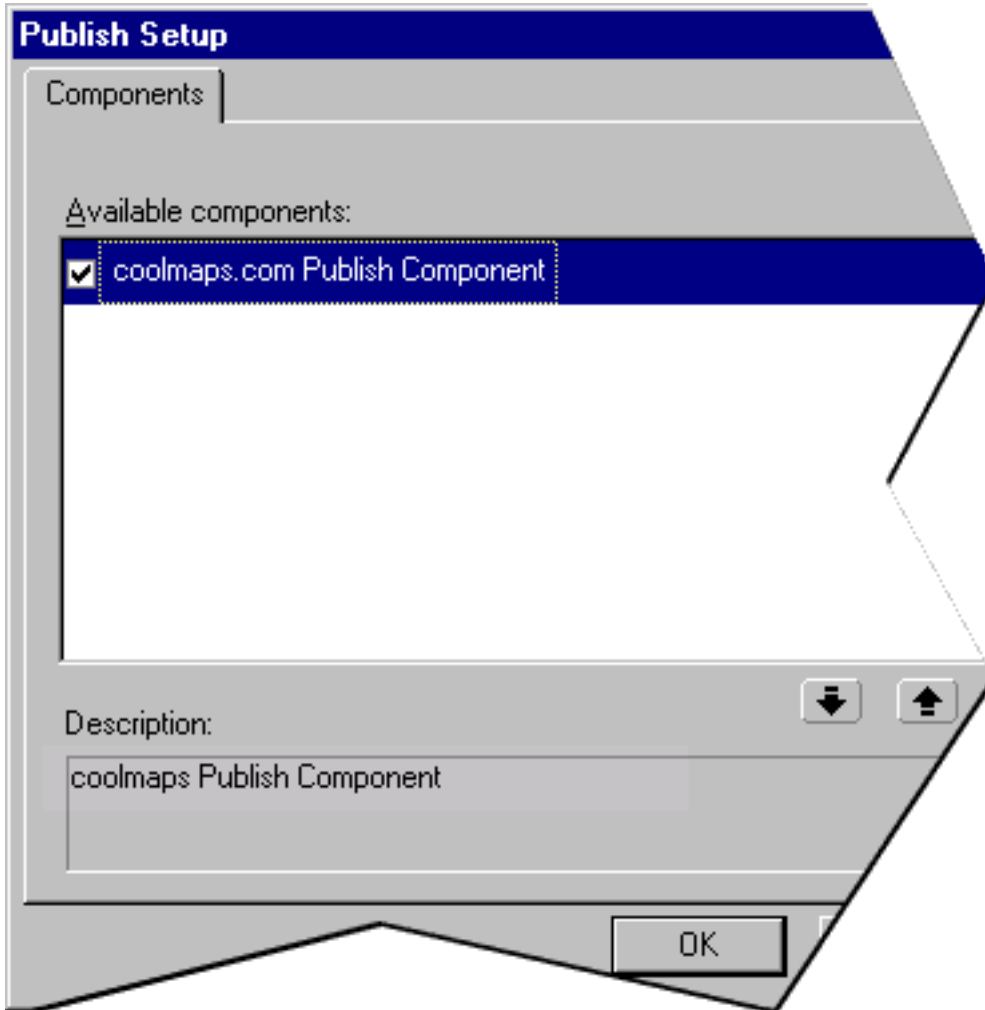 Publish Setup
Components
Available components:
coolmaps.com Publish Component
Description:
coolmaps Publish Component
OK